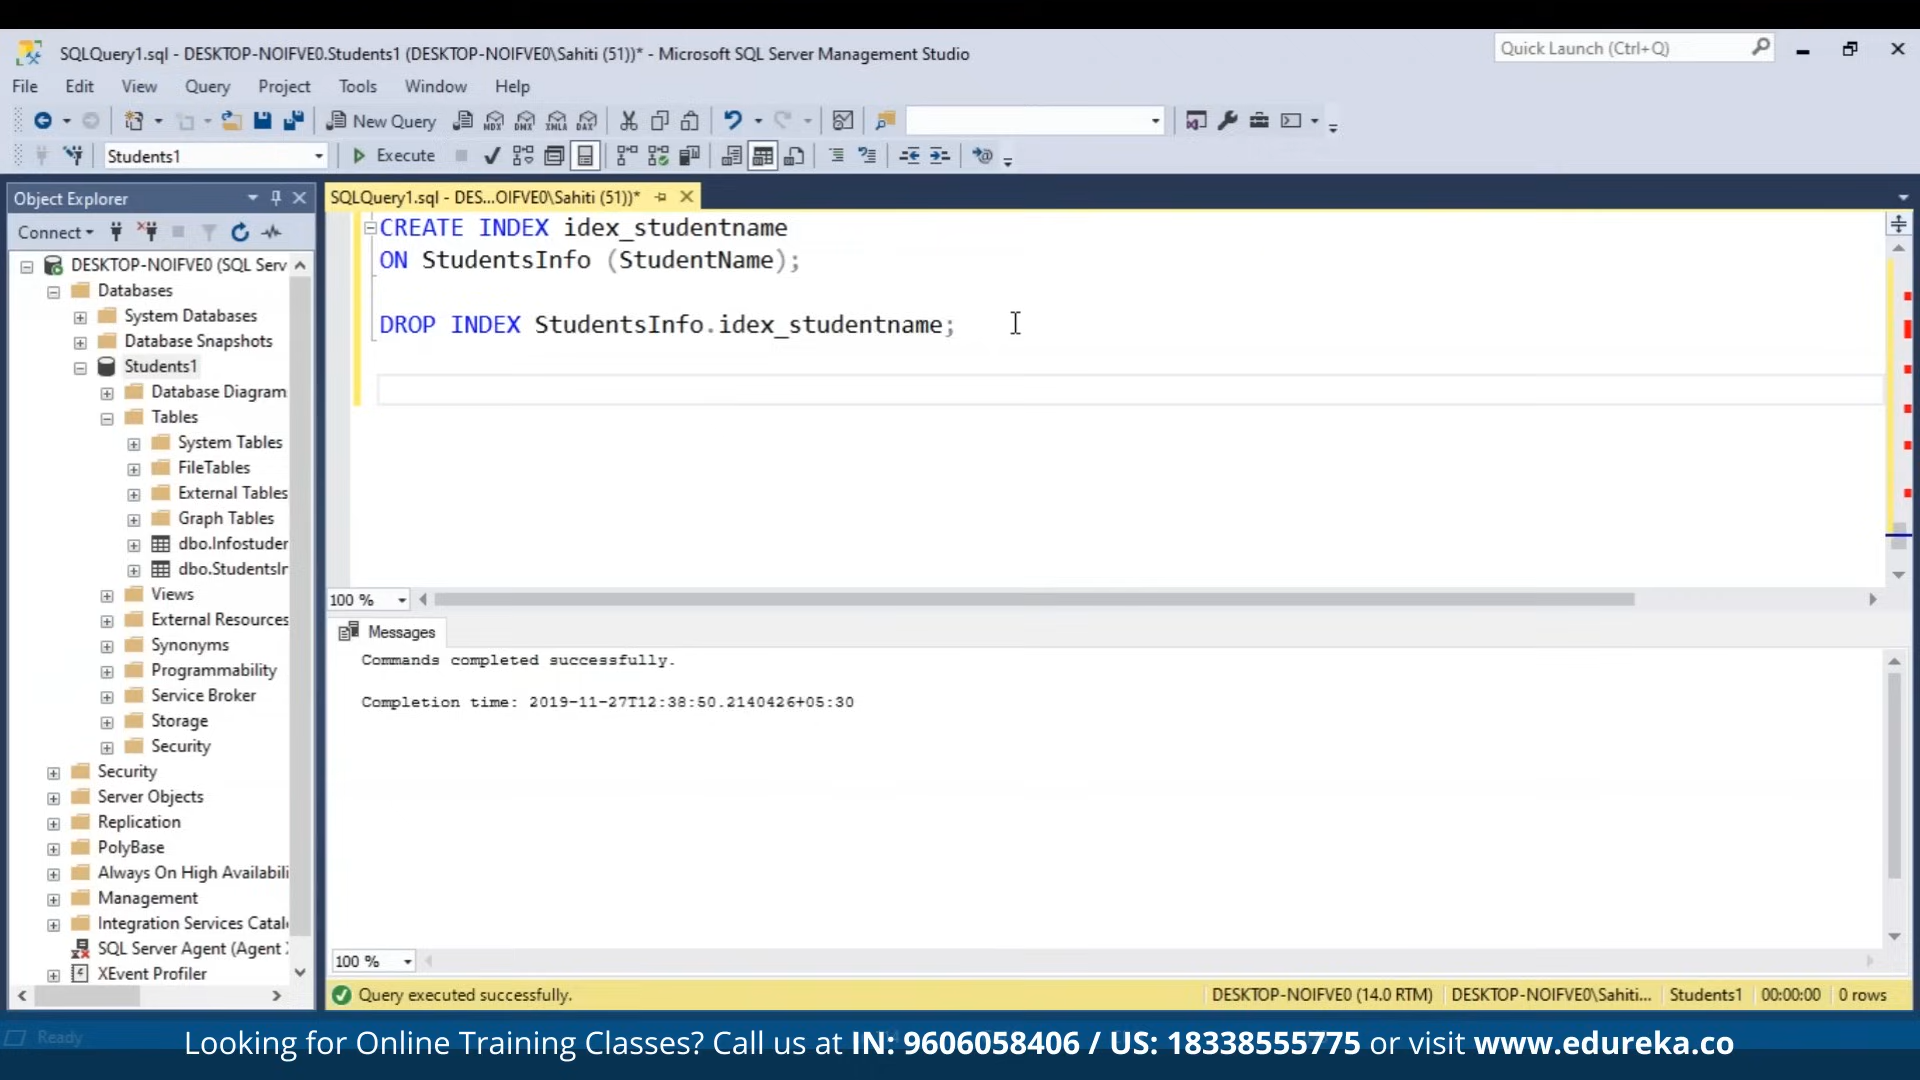 SQLQuery1.sql - DESKTOP-NOIFVE0.Students1 (DESKTOP-NOIFVE0\Sahiti (51))* - Microsoft SQL Server Management Studio
Quick Launch (Ctrl+Q)
File Edit View Query Project Tools Window Help
New Query MDX DMX XMLA DAX
Students1 Execute
Object Explorer
SQLQuery1.sql - DES...OIFVE0\Sahiti (51))*
Connect
DESKTOP-NOIFVE0 (SQL Serv
Databases
System Databases
Database Snapshots
Students1
Database Diagram
Tables
System Tables
FileTables
External Tables
Graph Tables
dbo.Infostuder
dbo.StudentsIr
Views
External Resources
Synonyms
Programmability
Service Broker
Storage
Security
Security
Server Objects
Replication
PolyBase
Always On High Availabili
Management
Integration Services Catal
SQL Server Agent (Agent
XEvent Profiler
CREATE INDEX idex_studentname
ON StudentsInfo (StudentName);
DROP INDEX StudentsInfo.idex_studentname;
100 %
Messages
Commands completed successfully.
Completion time: 2019-11-27T12:38:50.2140426+05:30
100 %
Query executed successfully. DESKTOP-NOIFVE0 (14.0 RTM) DESKTOP-NOIFVE0\Sahiti... Students1 00:00:00 0 rows
Ready
Looking for Online Training Classes? Call us at IN: 9606058406 / US: 18338555775 or visit www.edureka.co